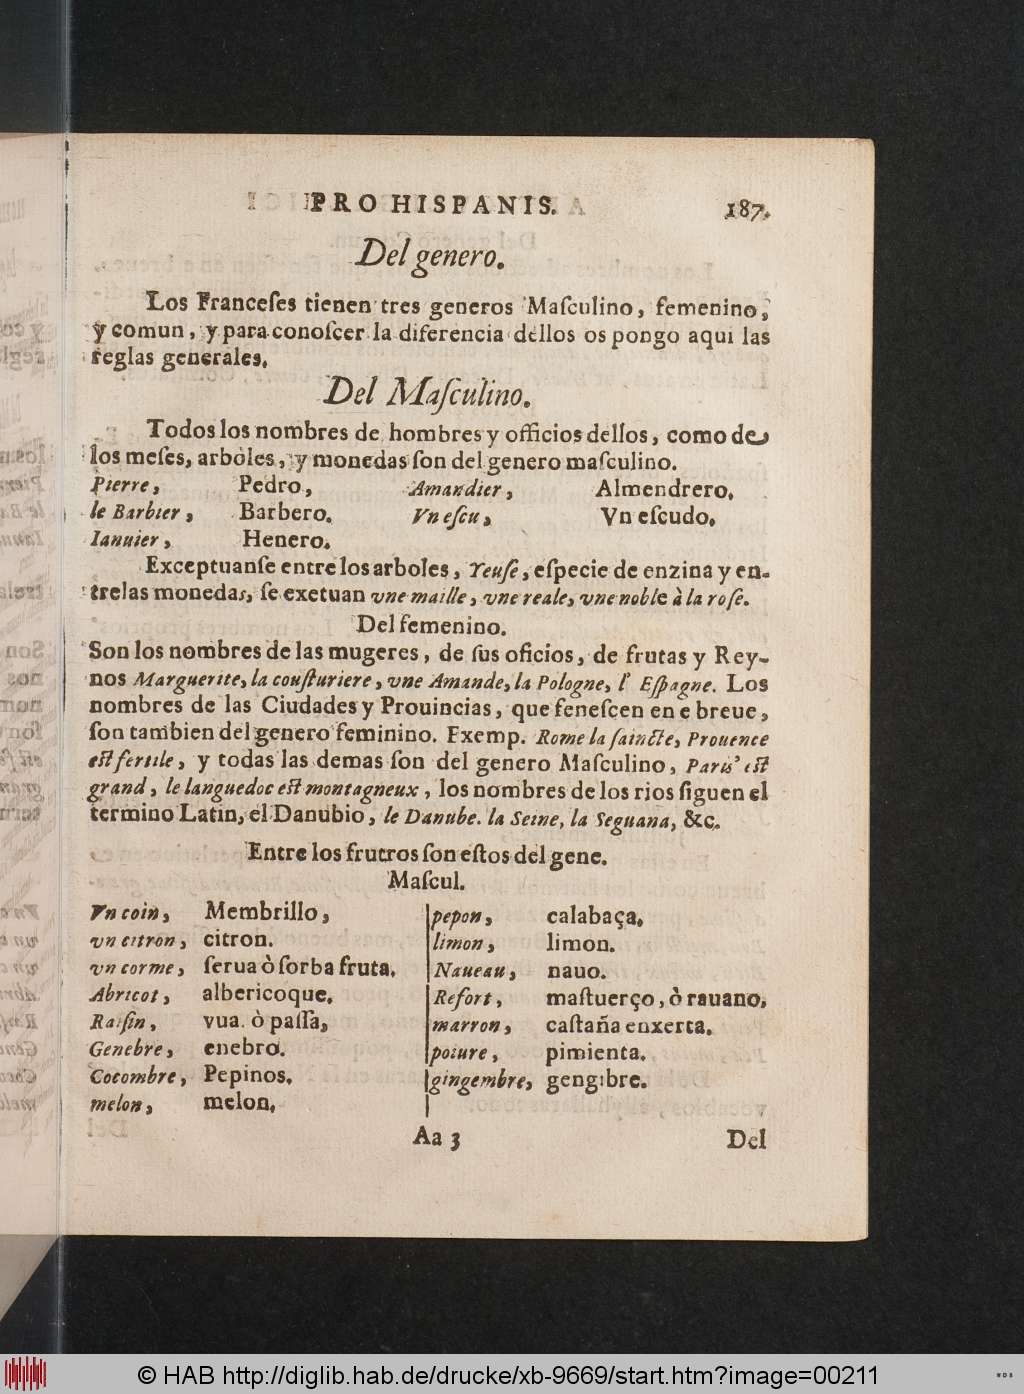 PRO HISPANIS. 187.
Del genero.
Los Franceſes tienen tres generos Maſculino, femenino,
y comun, y para conoſcer la diferencia dellos os pongo aqui las
reglas generales.
Del Maſculino.
Todos los nombres de hombres y officios dellos, como de
los meſes, arboles, y monedas ſon del genero maſculino.
Pierre, Pedro, Amandier, Almendrero.
le Barbier, Barbero. Vn eſcu, Vn eſcudo.
Ianuier, Henero.
Exceptuanſe entre los arboles, Yeuſe, eſpecie de enzina y en-
trelas monedas, ſe exetuan vne maille, vne reale, vne noble à la roſe.
Del femenino.
Son los nombres de las mugeres, de ſus oficios, de frutas y Rey-
nos Marguerite, la couſturiere, vne Amande, la Pologne, l' Eſpagne. Los
nombres de las Ciudades y Prouincias, que feneſcen en e breue,
ſon tambien del genero feminino. Exemp. Rome la ſaincte, Prouence
eſt fertile, y todas las demas ſon del genero Maſculino, Paris' eſt
grand, le languedoc eſt montagneux, los nombres de los rios ſiguen el
termino Latin, el Danubio, le Danube. la Seine, la Seguana, &c.
Entre los frutros ſon eſtos del gene.
Maſcul.
Vn coin, Membrillo, pepon, calabaça.
vn citron, citron. limon, limon.
vn corme, ſerua ò ſorba fruta. Naueau, nauo.
Abricot, albericoque. Refort, maſtuerço, ò rauano.
Raiſin, vua. ò paſſa, marron, caſtaña enxerta.
Genebre, enebro. poiure, pimienta.
Cocombre, Pepinos. gingembre, gengibre.
melon, melon.
Aa 3 Del
© HAB http://diglib.hab.de/drucke/xb-9669/start.htm?image=00211